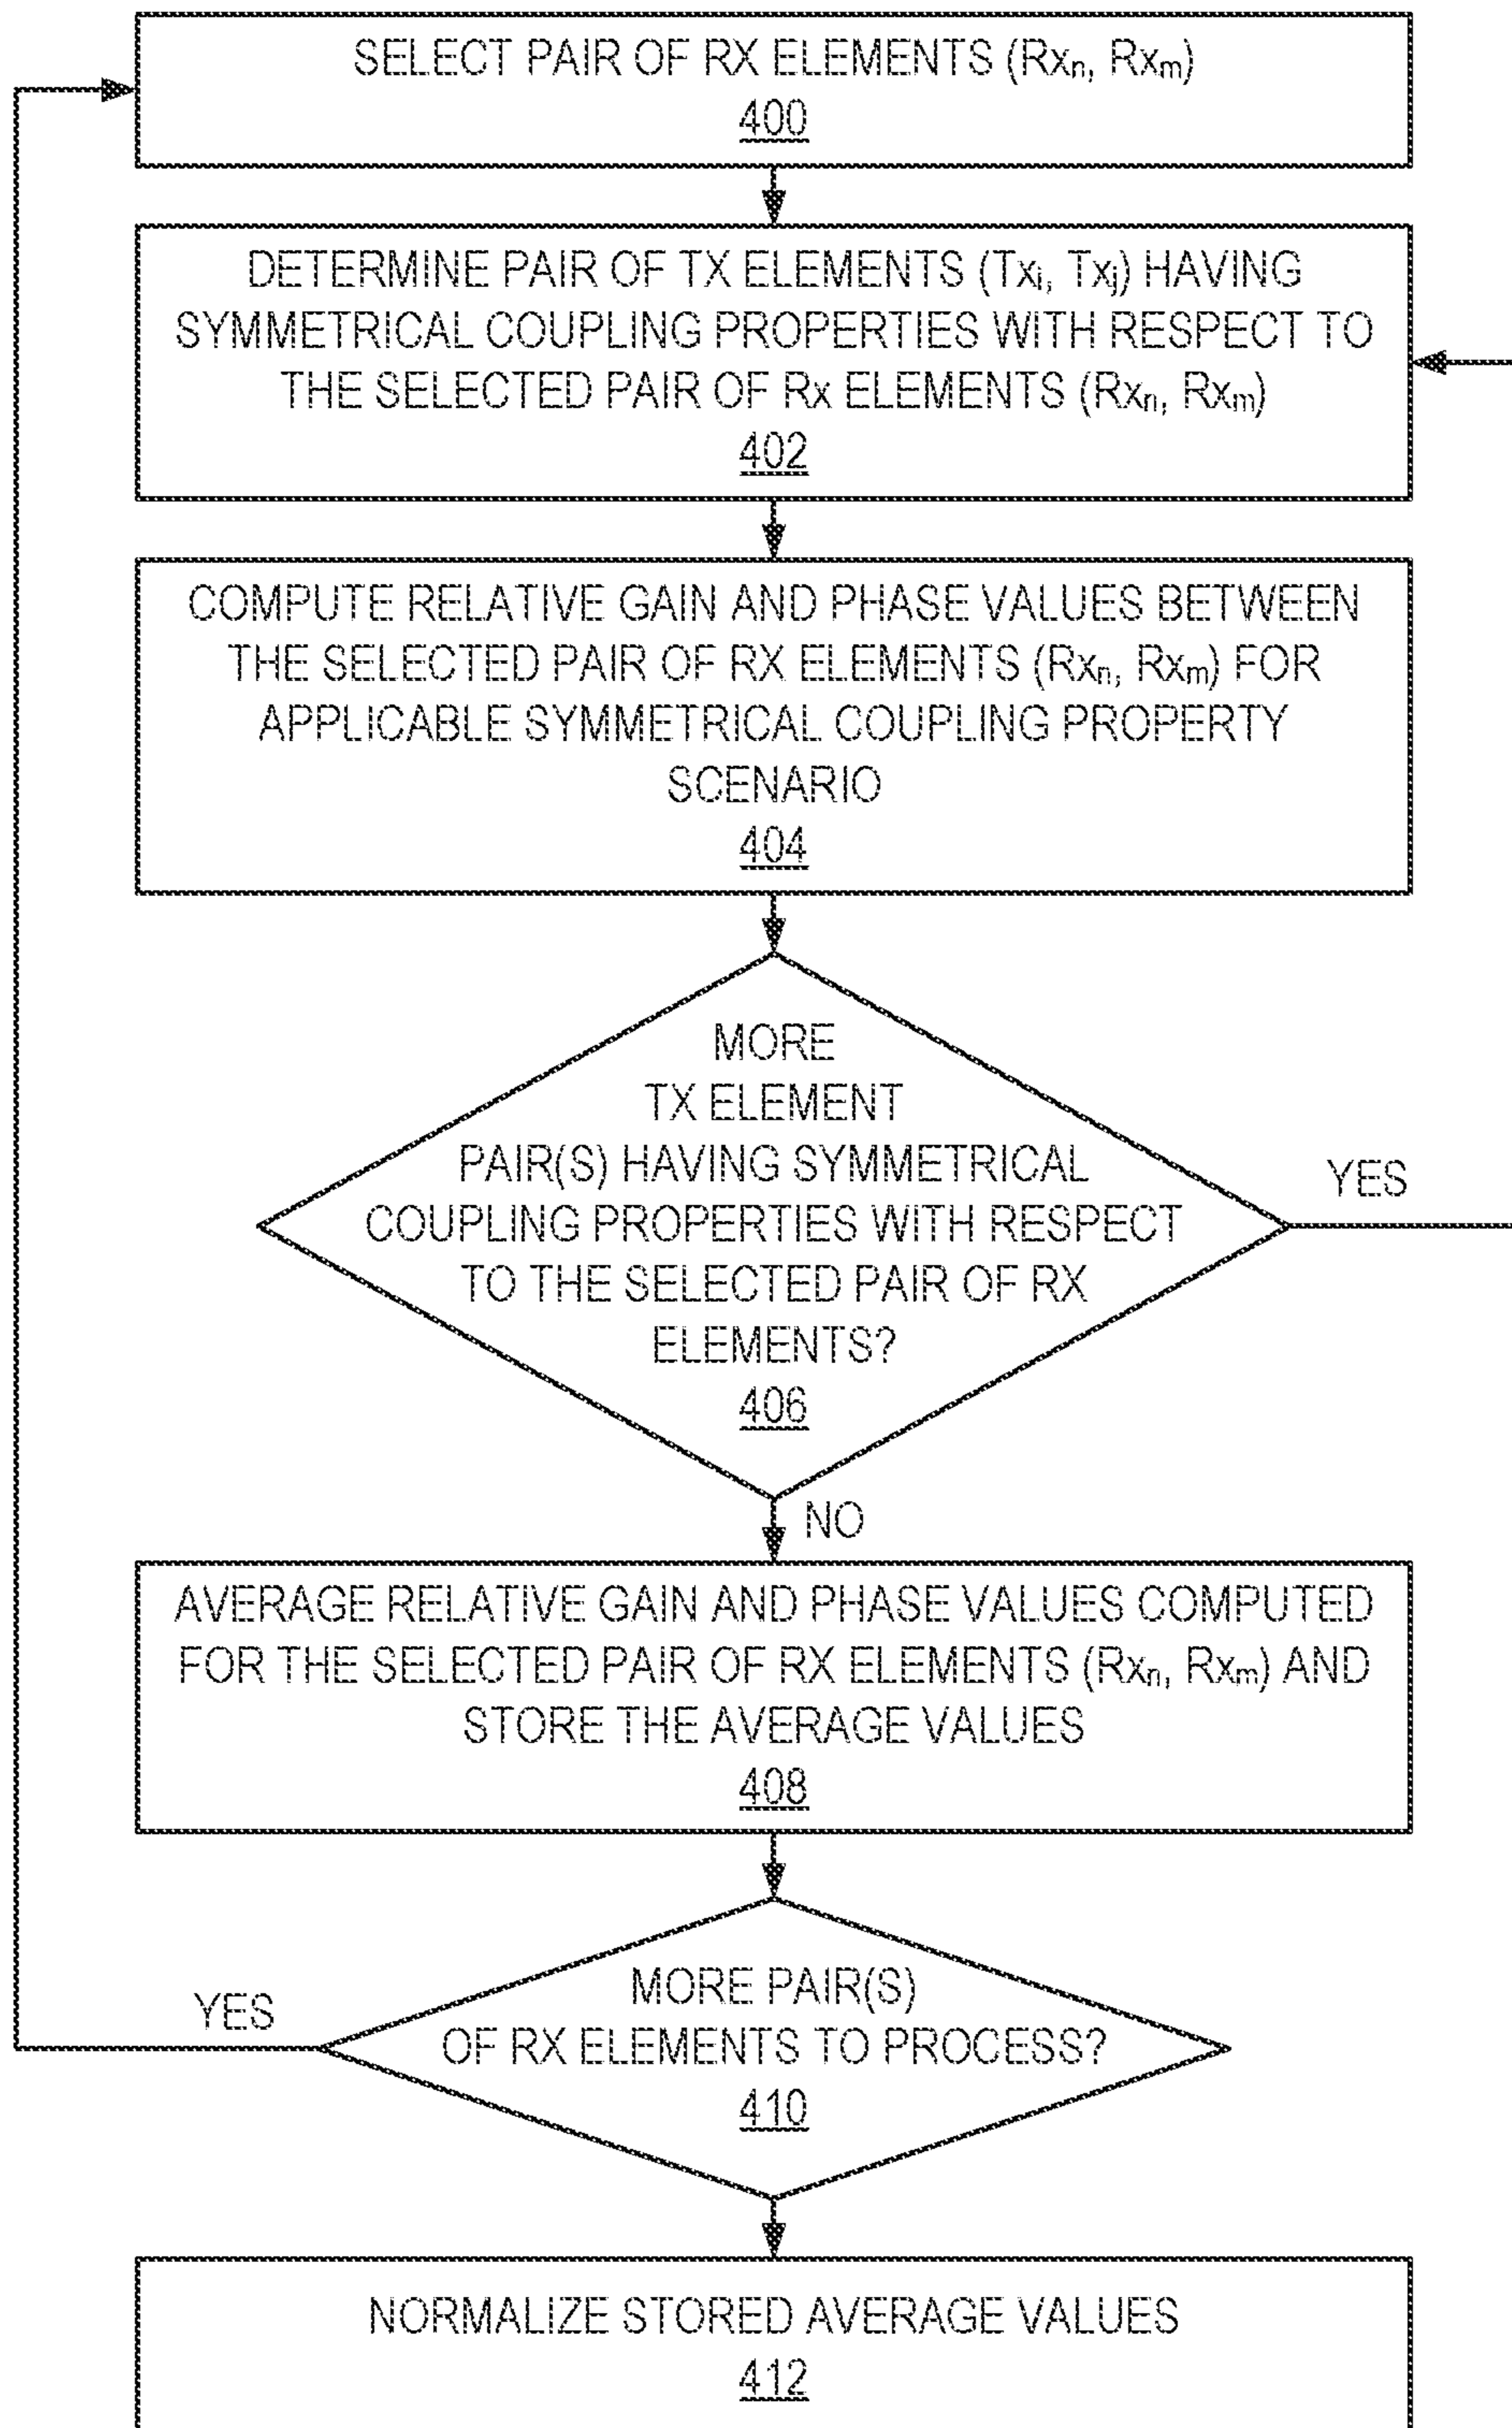 SELECT PAIR OF RX ELEMENTS (Rxn, Rxm)
400
DETERMINE PAIR OF TX ELEMENTS (Txi, Txj) HAVING
SYMMETRICAL COUPLING PROPERTIES WITH RESPECT TO
THE SELECTED PAIR OF Rx ELEMENTS (Rxn, Rxm)
402
COMPUTE RELATIVE GAIN AND PHASE VALUES BETWEEN
THE SELECTED PAIR OF RX ELEMENTS (Rxn, Rxm) FOR
APPLICABLE SYMMETRICAL COUPLING PROPERTY
SCENARIO
404
MORE
TX ELEMENT
PAIR(S) HAVING SYMMETRICAL
COUPLING PROPERTIES WITH RESPECT
TO THE SELECTED PAIR OF RX
ELEMENTS?
406
YES
NO
AVERAGE RELATIVE GAIN AND PHASE VALUES COMPUTED
FOR THE SELECTED PAIR OF RX ELEMENTS (Rxn, Rxm) AND
STORE THE AVERAGE VALUES
408
YES
MORE PAIR(S)
OF RX ELEMENTS TO PROCESS?
410
NORMALIZE STORED AVERAGE VALUES
412